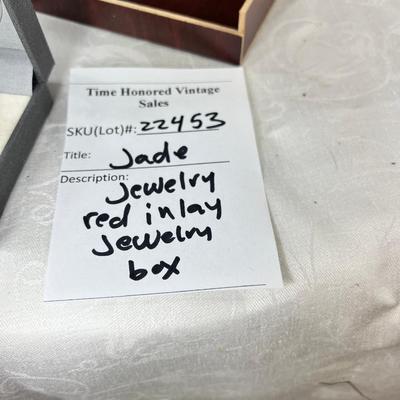 Time Honored Vintage
Sales
SKU(Lot)#: 22453
Title: Jade
Description: Jewelry
red inlay
Jewelry
box